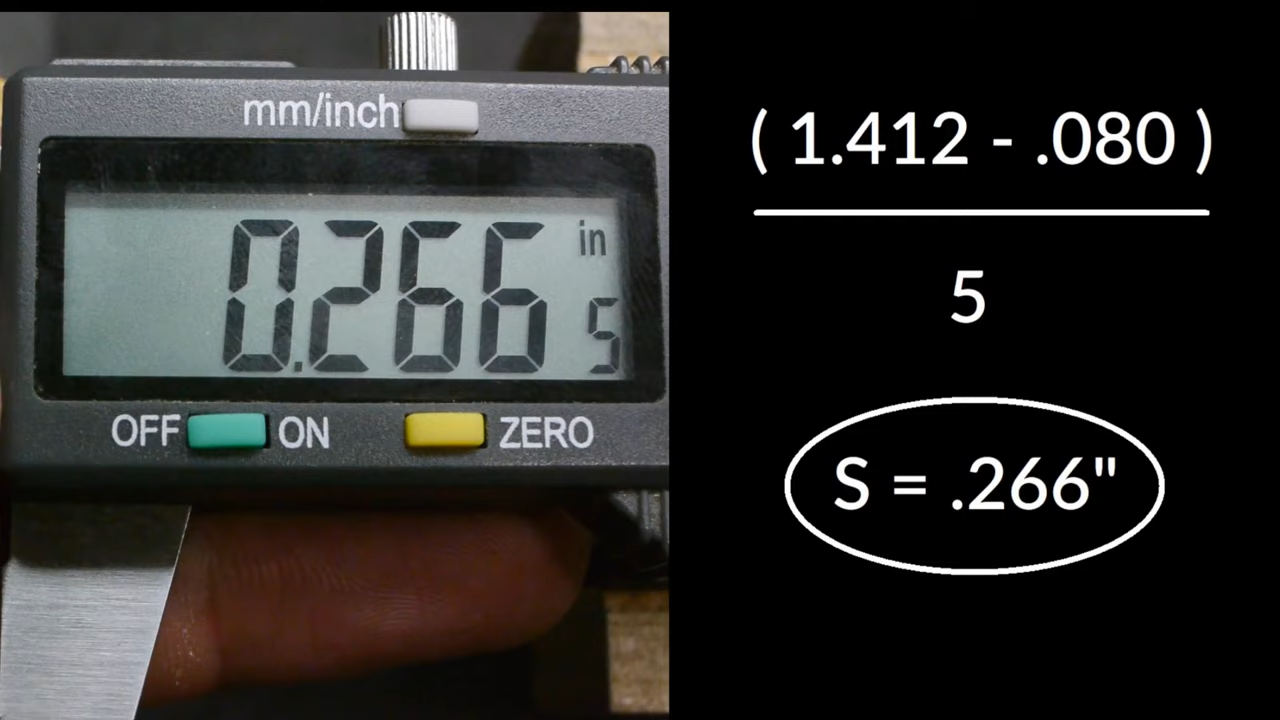 mm/inch
0.266 in
5
OFF ON ZERO
( 1.412 - .080 )
5
S = .266"